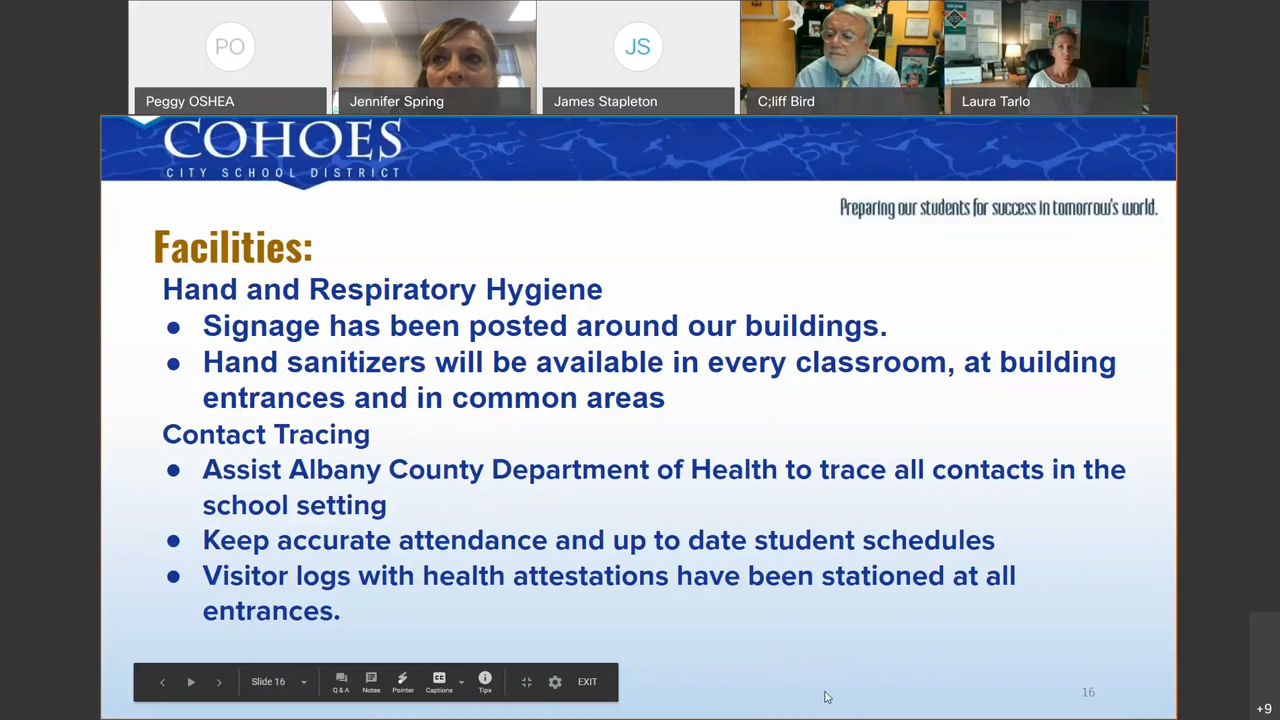 PO
JS
Peggy OSHEA
Jennifer Spring
James Stapleton
C;liff Bird
Laura Tarlo
COHOES
CITY SCHOOL DISTRICT
Preparing our students for success in tomorrow's world.
Facilities:
Hand and Respiratory Hygiene
● Signage has been posted around our buildings.
● Hand sanitizers will be available in every classroom, at building
entrances and in common areas
Contact Tracing
● Assist Albany County Department of Health to trace all contacts in the
school setting
● Keep accurate attendance and up to date student schedules
● Visitor logs with health attestations have been stationed at all
entrances.
Slide 16
Q & A
Notes
Pointer
CC
Captions
Tips
EXIT
16
+9